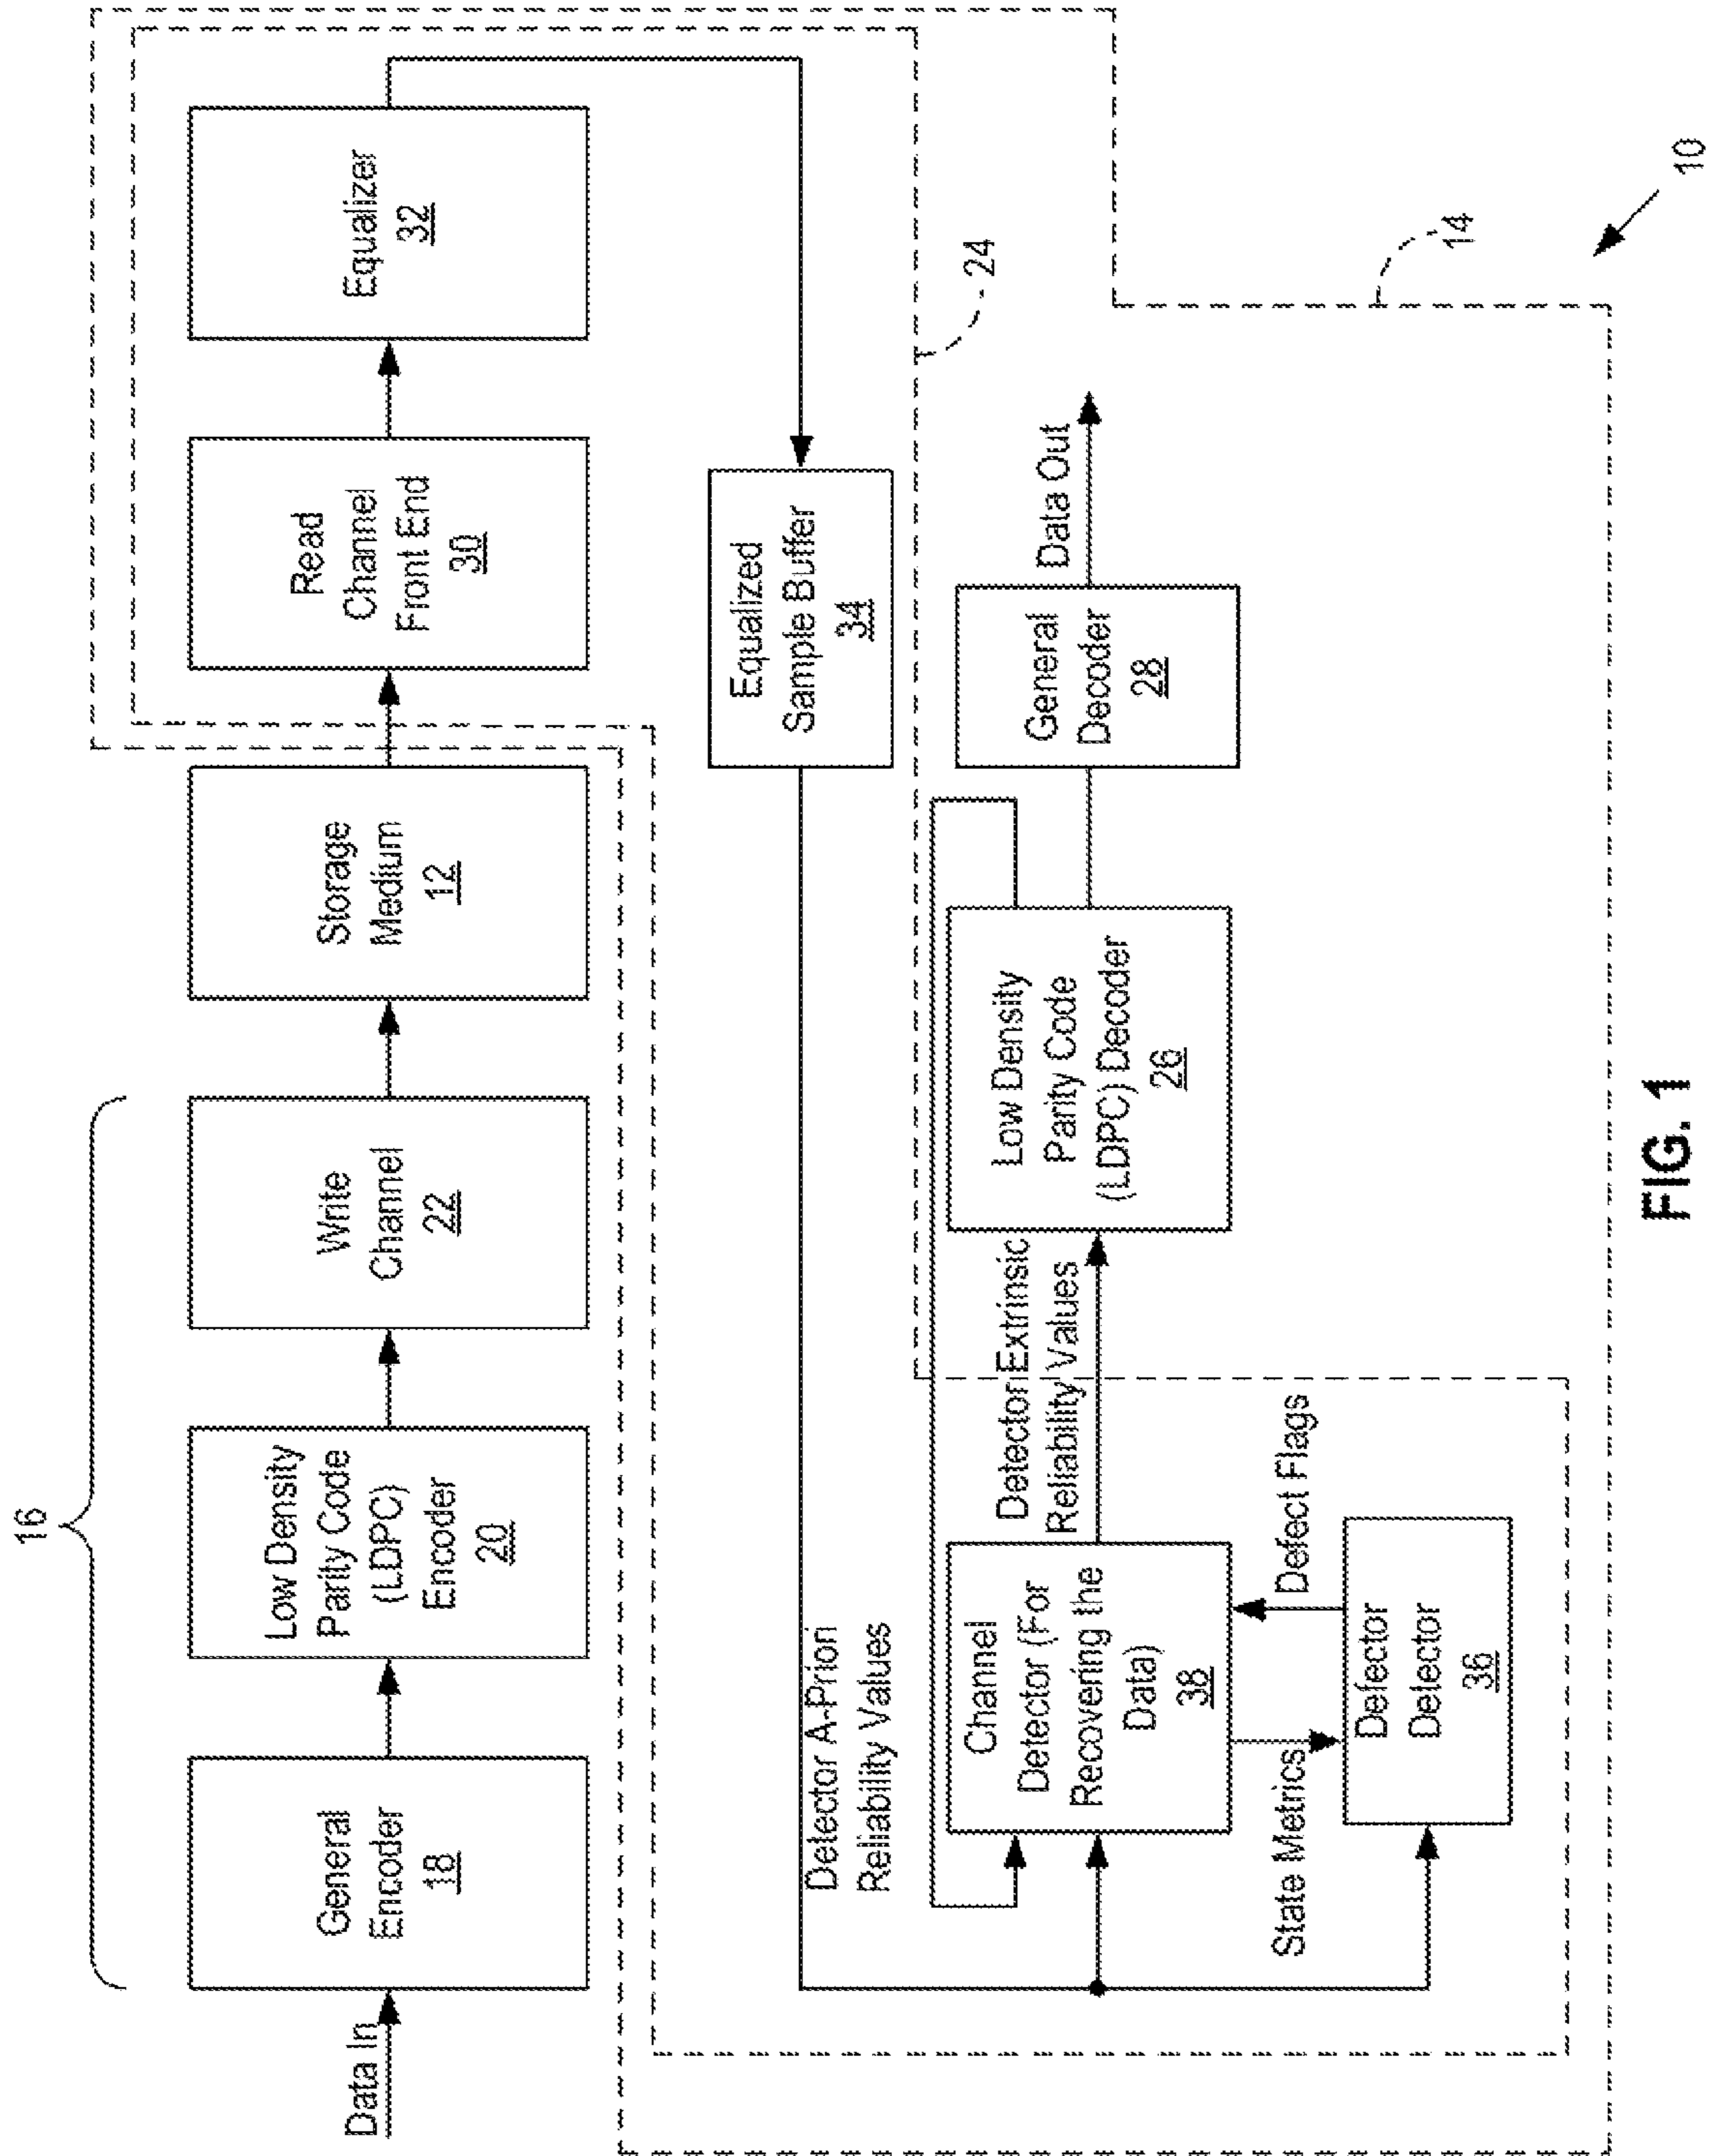 16
Data In
General
Encoder
18
Low Density
Parity Code
(LDPC)
Encoder
20
Write
Channel
22
Storage
Medium
12
Read
Channel
Front End
30
Equalizer
32
Equalized
Sample Buffer
34
24
Detector A-Priori
Reliability Values
Channel
Detector (For
Recovering the
Data)
38
Detector Extrinsic
Reliability Values
Low Density
Parity Code
(LDPC) Decoder
26
General
Decoder
28
Data Out
State Metrics
Defect Flags
Defector
Detector
36
14
10
FIG. 1